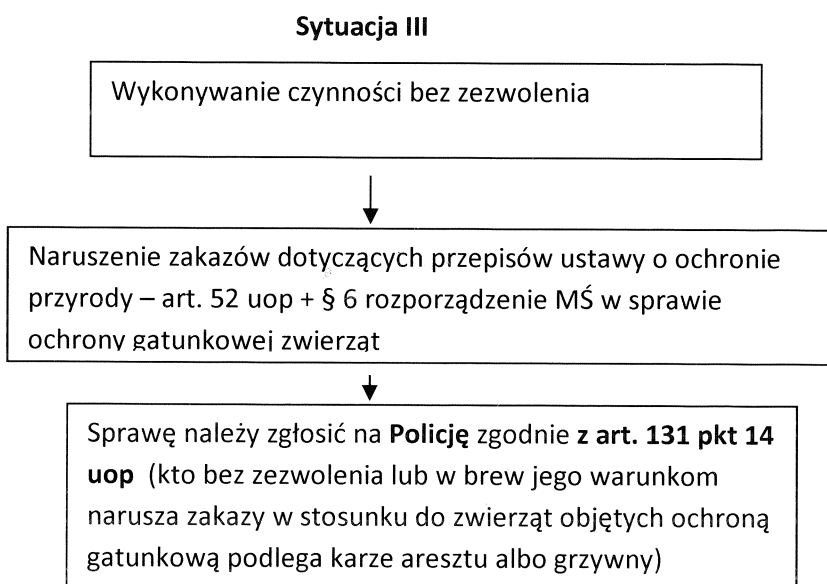 Sytuacja III
Wykonywanie czynności bez zezwolenia
Naruszenie zakazów dotyczących przepisów ustawy o ochronie
przyrody – art. 52 uop + § 6 rozporządzenie MŚ w sprawie
ochrony gatunkowej zwierząt
Sprawę należy zgłosić na Policję zgodnie z art. 131 pkt 14
uop (kto bez zezwolenia lub w brew jego warunkom
narusza zakazy w stosunku do zwierząt objętych ochroną
gatunkową podlega karze aresztu albo grzywny)